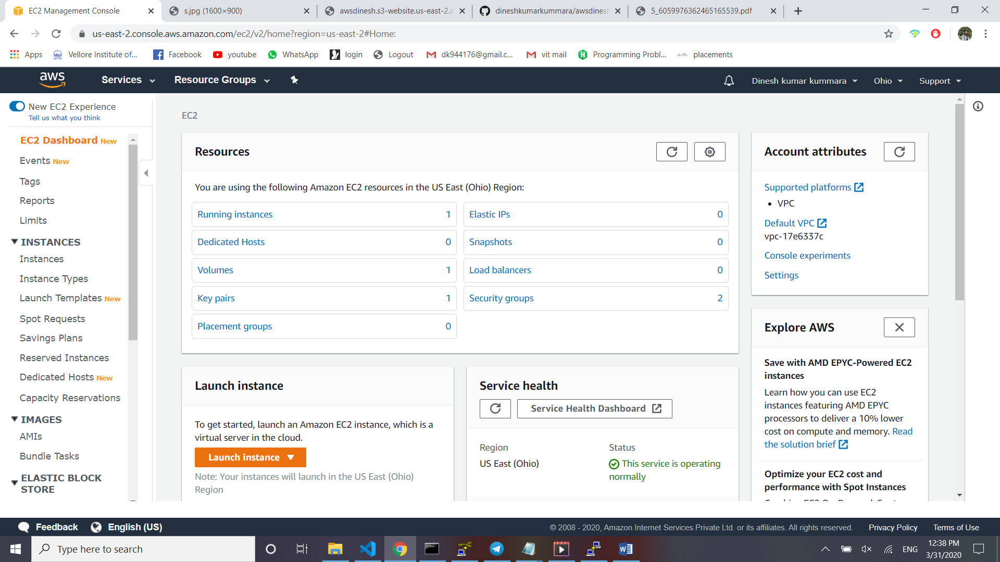 EC2 Management Console
s.jpg (1600×900)
awsdinesh.s3-website.us-east-2.a
dineshkumarkummara/awsdinesh
5_6059976362465165539.pdf
us-east-2.console.aws.amazon.com/ec2/v2/home?region=us-east-2#Home:
Apps
Vellore Institute of...
Facebook
youtube
WhatsApp
login
Logout
dk944176@gmail.c...
vit mail
Programming Probl...
placements
aws
Services
Resource Groups
Dinesh kumar kummara
Ohio
Support
New EC2 Experience
Tell us what you think
EC2 Dashboard New
Events New
Tags
Reports
Limits
INSTANCES
Instances
Instance Types
Launch Templates New
Spot Requests
Savings Plans
Reserved Instances
Dedicated Hosts New
Capacity Reservations
IMAGES
AMIs
Bundle Tasks
ELASTIC BLOCK
STORE
EC2
Resources
You are using the following Amazon EC2 resources in the US East (Ohio) Region:
Running instances 1
Elastic IPs 0
Dedicated Hosts 0
Snapshots 0
Volumes 1
Load balancers 0
Key pairs 1
Security groups 2
Placement groups 0
Launch instance
To get started, launch an Amazon EC2 instance, which is a
virtual server in the cloud.
Launch instance
Note: Your instances will launch in the US East (Ohio)
Region
Service health
Service Health Dashboard
Region
US East (Ohio)
Status
This service is operating
normally
Account attributes
Supported platforms
VPC
Default VPC
vpc-17e6337c
Console experiments
Settings
Explore AWS
Save with AMD EPYC-Powered EC2
instances
Learn how you can use EC2
instances featuring AMD EPYC
processors to deliver a 10% lower
cost on compute and memory. Read
the solution brief
Optimize your EC2 cost and
performance with Spot Instances
Feedback
English (US)
© 2008 - 2020, Amazon Internet Services Private Ltd. or its affiliates. All rights reserved.
Privacy Policy
Terms of Use
Type here to search
ENG
12:38 PM
3/31/2020